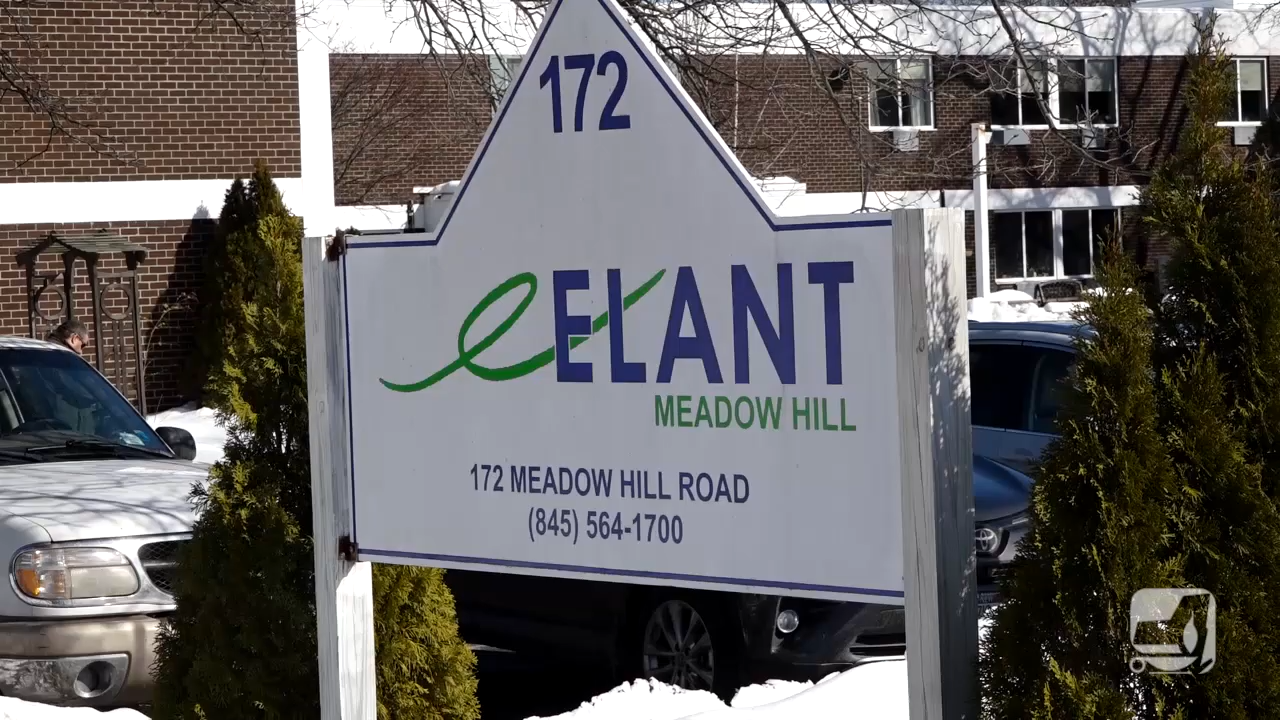 172
ELANT
MEADOW HILL
172 MEADOW HILL ROAD
(845) 564-1700